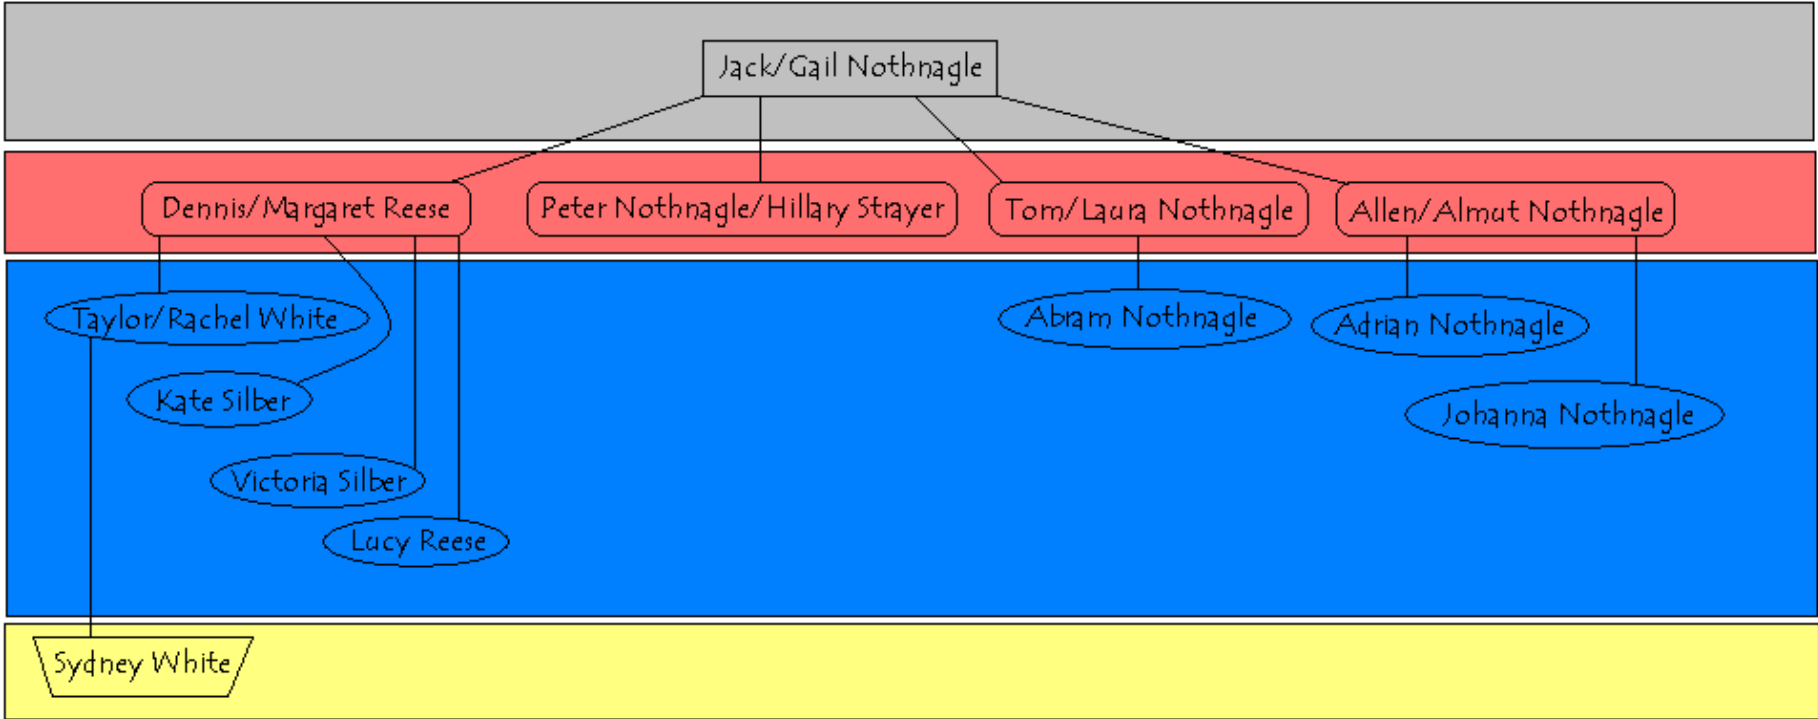 Jack/Gail Nothnagle
Dennis/Margaret Reese
Peter Nothnagle/Hillary Strayer
Tom/Laura Nothnagle
Allen/Almut Nothnagle
Taylor/Rachel White
Abram Nothnagle
Adrian Nothnagle
Kate Silber
Johanna Nothnagle
Victoria Silber
Lucy Reese
Sydney White